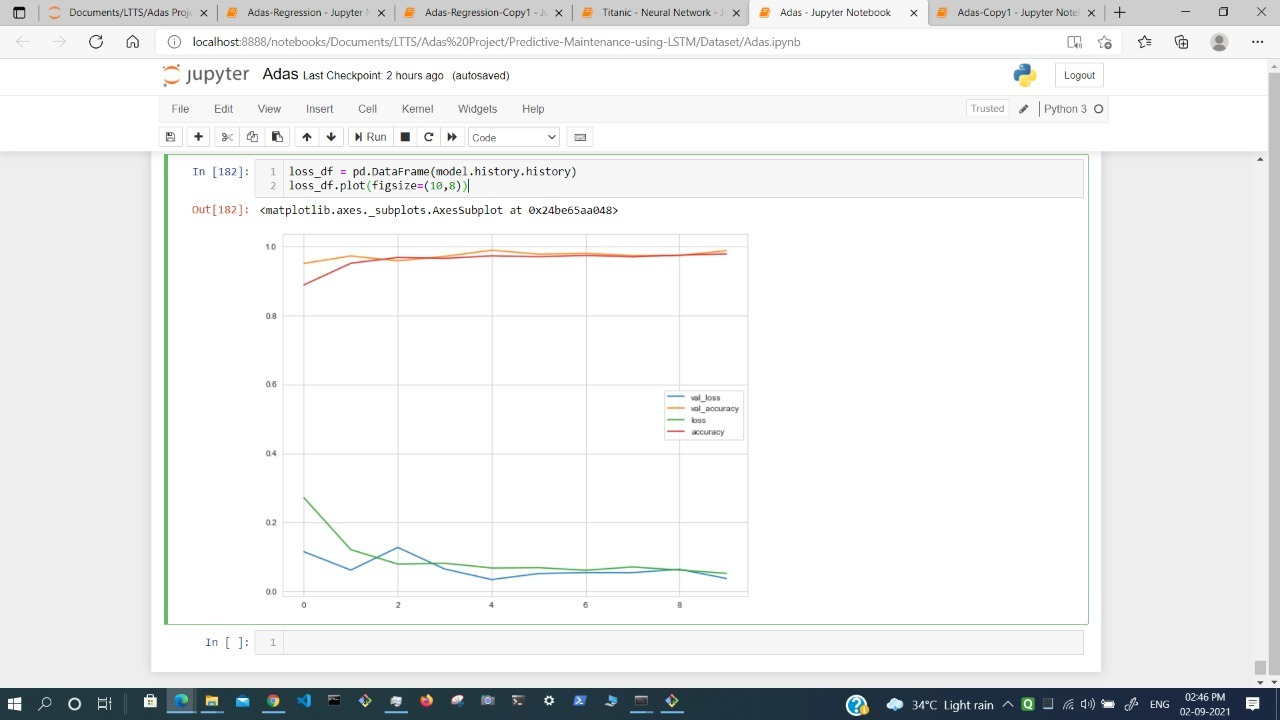 Documents/LTTS/Adas Proje
Adas-Regression - Jupyter N
Adas-Regression-Copy1 - Ju
Titanic - Neural Network - J
Adas - Jupyter Notebook
Adas-Copy1 - Jupyter Noteb
localhost:8888/notebooks/Documents/LTTS/Adas%20Project/Predictive-Maintenance-using-LSTM/Dataset/Adas.ipynb
jupyter Adas Last Checkpoint: 2 hours ago (autosaved)
Logout
File Edit View Insert Cell Kernel Widgets Help
Trusted
Python 3
Run
Code
In [182]:
1 loss_df = pd.DataFrame(model.history.history)
2 loss_df.plot(figsize=(10,8))
Out[182]: <matplotlib.axes._subplots.AxesSubplot at 0x24be65aa048>
1.0
0.8
0.6
val_loss
val_accuracy
loss
accuracy
0.4
0.2
0.0
0 2 4 6 8
In [ ]: 1
34°C Light rain
ENG
02:46 PM
02-09-2021